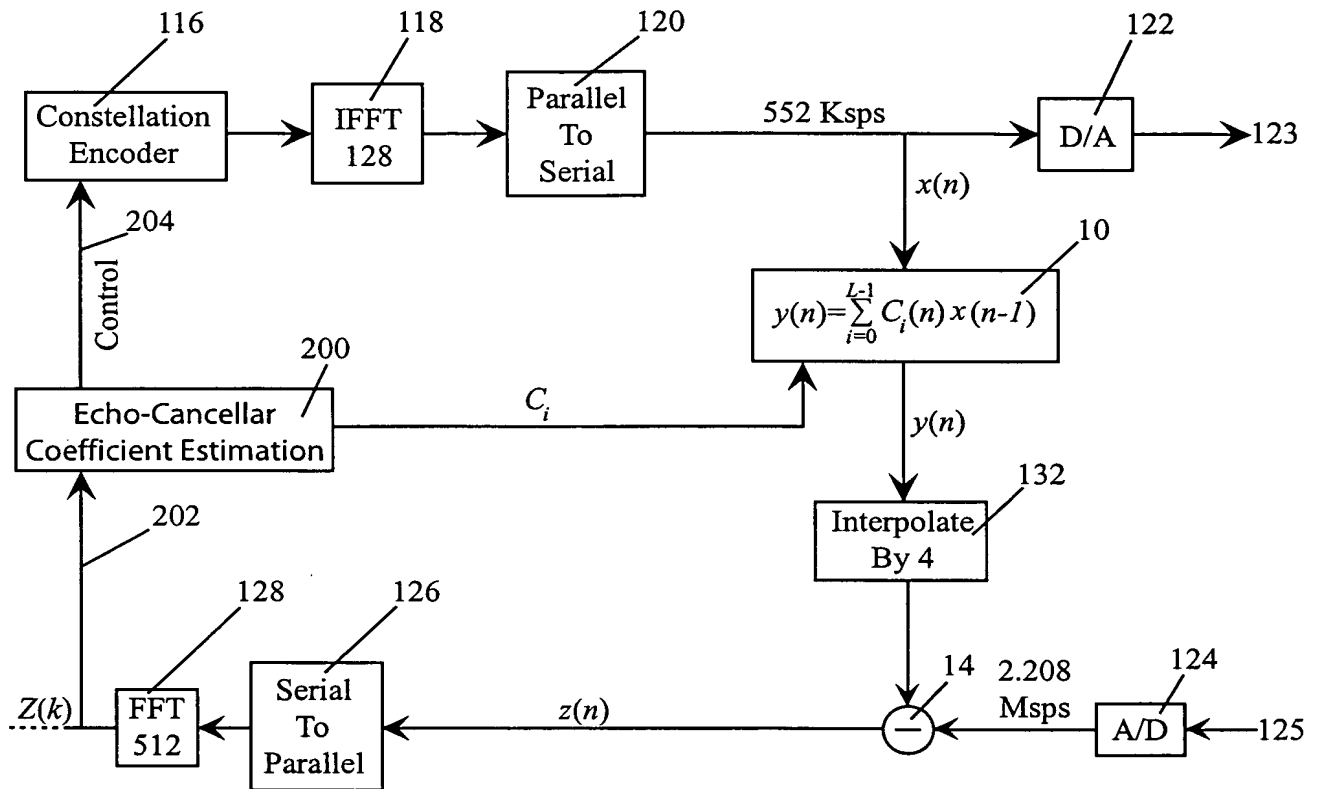 116
118
120
122
Constellation
Encoder
IFFT
128
Parallel
To
Serial
552 Ksps
D/A
123
x(n)
204
Control
10
y(n)=∑ C_i(n) x(n-1)
L-1
i=0
200
Echo-Cancellar
Coefficient Estimation
C_i
y(n)
132
Interpolate
By 4
202
128
126
14
2.208
Msps
124
Z(k)
FFT
512
Serial
To
Parallel
z(n)
−
A/D
125